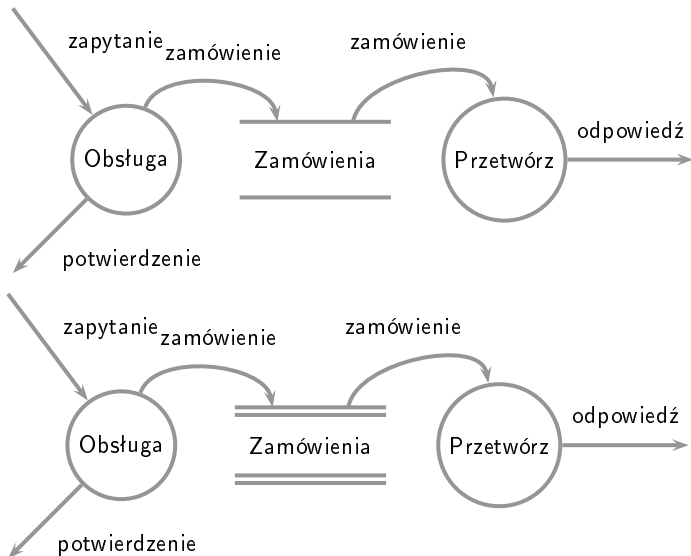 zapytanie
zamówienie
zamówienie
odpowiedź
Obsługa
Zamówienia
Przetwórz
potwierdzenie
zapytanie
zamówienie
zamówienie
odpowiedź
Obsługa
Zamówienia
Przetwórz
potwierdzenie